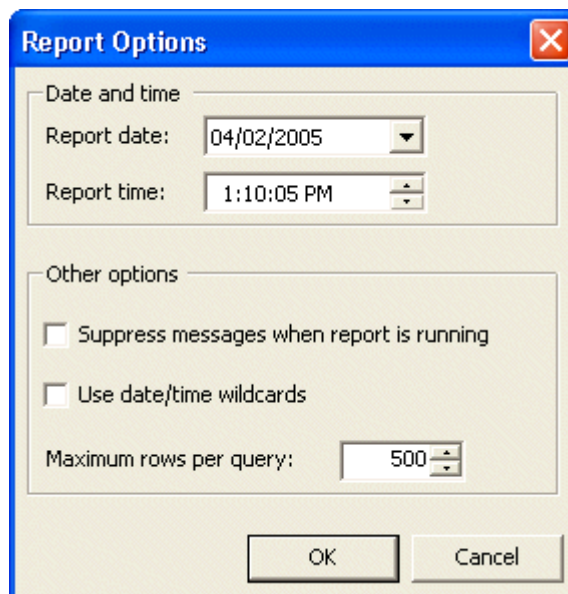 Report Options
Date and time
Report date: 04/02/2005
Report time: 1:10:05 PM
Other options
Suppress messages when report is running
Use date/time wildcards
Maximum rows per query: 500
OK Cancel